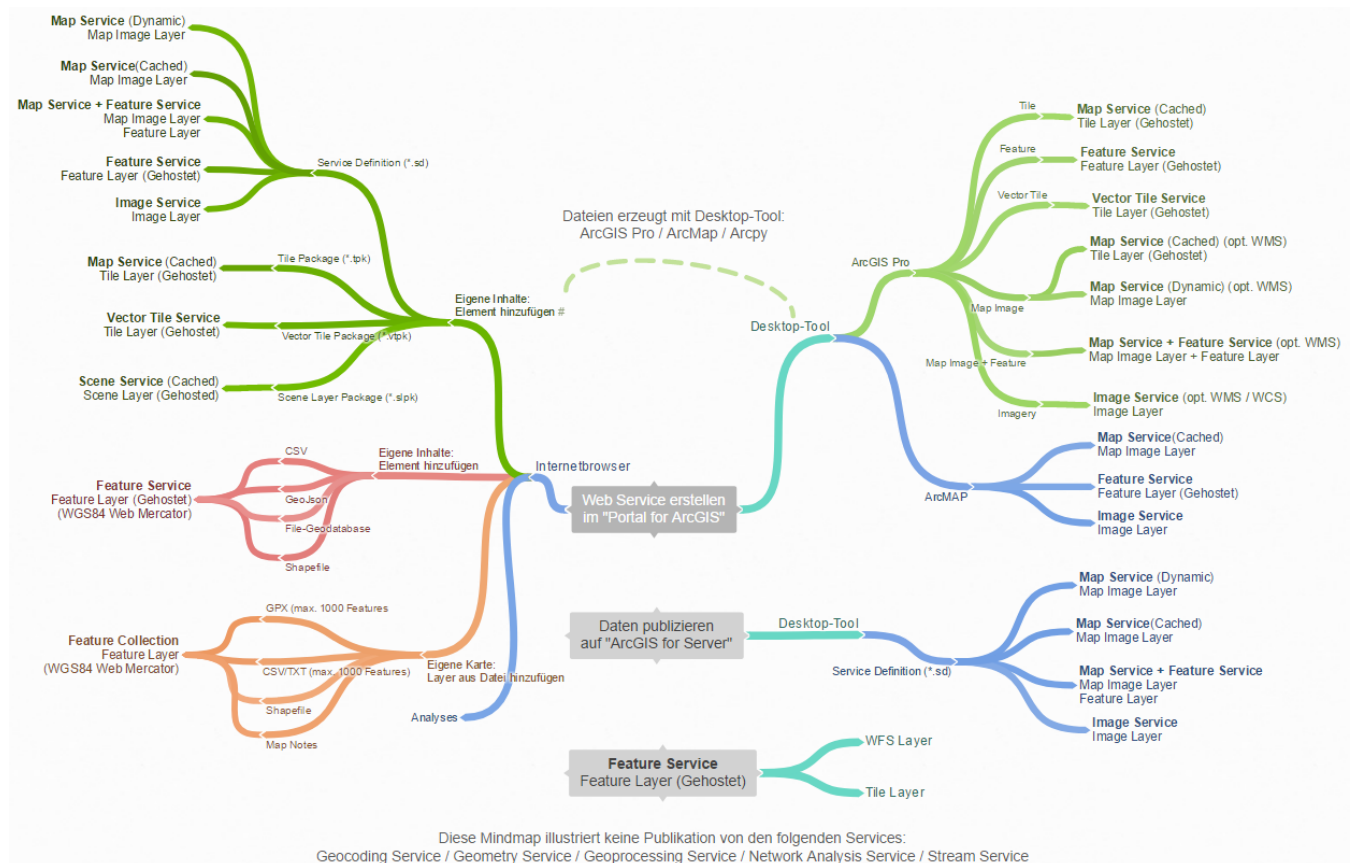 Map Service (Dynamic)
Map Image Layer
Map Service(Cached)
Map Image Layer
Map Service + Feature Service
Map Image Layer
Feature Layer
Feature Service
Feature Layer (Gehostet)
Image Service
Image Layer
Service Definition (*.sd)
Map Service (Cached)
Tile Layer (Gehostet)
Tile Package (*.tpk)
Vector Tile Service
Tile Layer (Gehostet)
Vector Tile Package (*.vtpk)
Scene Service (Cached)
Scene Layer (Gehosted)
Scene Layer Package (*.slpk)
Eigene Inhalte:
Element hinzufügen #
Feature Service
Feature Layer (Gehostet)
(WGS84 Web Mercator)
CSV
GeoJson
File-Geodatabase
Shapefile
Eigene Inhalte:
Element hinzufügen
Feature Collection
Feature Layer
(WGS84 Web Mercator)
GPX (max. 1000 Features
CSV/TXT (max. 1000 Features)
Shapefile
Map Notes
Eigene Karte:
Layer aus Datei hinzufügen
Analyses
Internetbrowser
Dateien erzeugt mit Desktop-Tool:
ArcGIS Pro / ArcMap / Arcpy
Web Service erstellen
im "Portal for ArcGIS"
Desktop-Tool
ArcGIS Pro
Tile
Map Service (Cached)
Tile Layer (Gehostet)
Feature
Feature Service
Feature Layer (Gehostet)
Vector Tile
Vector Tile Service
Tile Layer (Gehostet)
Map Image
Map Service (Cached) (opt. WMS)
Tile Layer (Gehostet)
Map Service (Dynamic) (opt. WMS)
Map Image Layer
Map Image + Feature
Map Service + Feature Service (opt. WMS)
Map Image Layer + Feature Layer
Imagery
Image Service (opt. WMS / WCS)
Image Layer
ArcMAP
Map Service(Cached)
Map Image Layer
Feature Service
Feature Layer (Gehostet)
Image Service
Image Layer
Daten publizieren
auf "ArcGIS for Server"
Desktop-Tool
Service Definition (*.sd)
Map Service (Dynamic)
Map Image Layer
Map Service(Cached)
Map Image Layer
Map Service + Feature Service
Map Image Layer
Feature Layer
Image Service
Image Layer
Feature Service
Feature Layer (Gehostet)
WFS Layer
Tile Layer
Diese Mindmap illustriert keine Publikation von den folgenden Services:
Geocoding Service / Geometry Service / Geoprocessing Service / Network Analysis Service / Stream Service